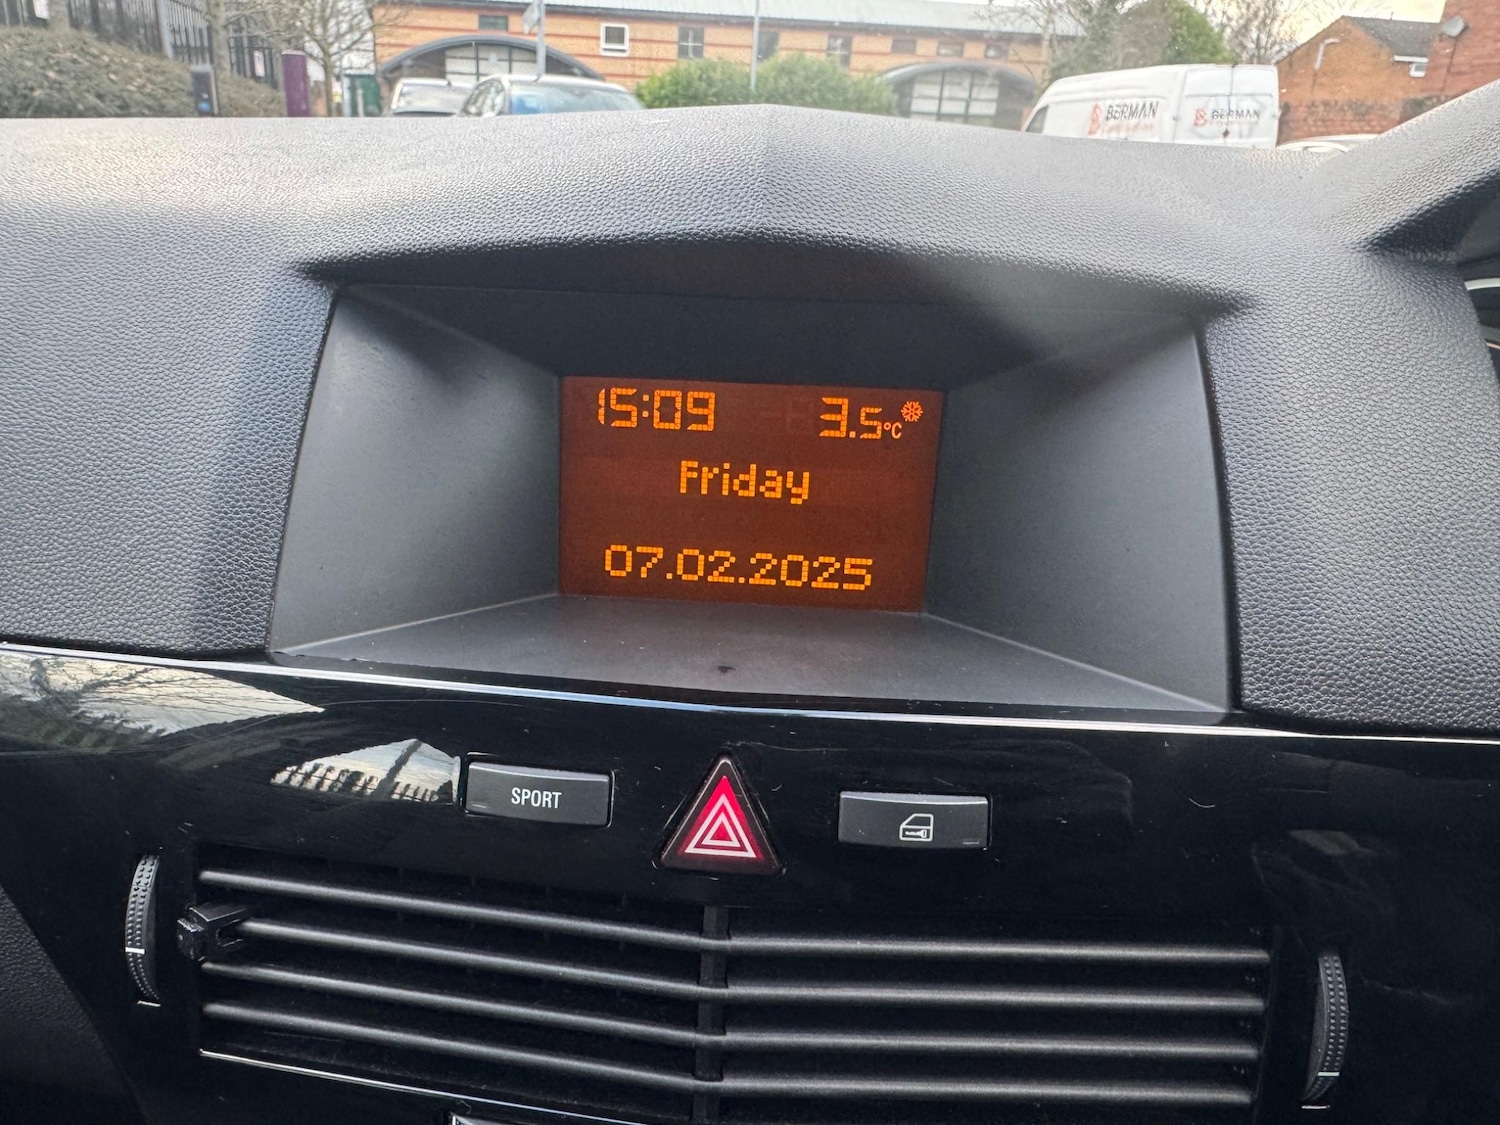 BERMAN
BERMAN
15:09 3.5°C
Friday
07.02.2025
SPORT